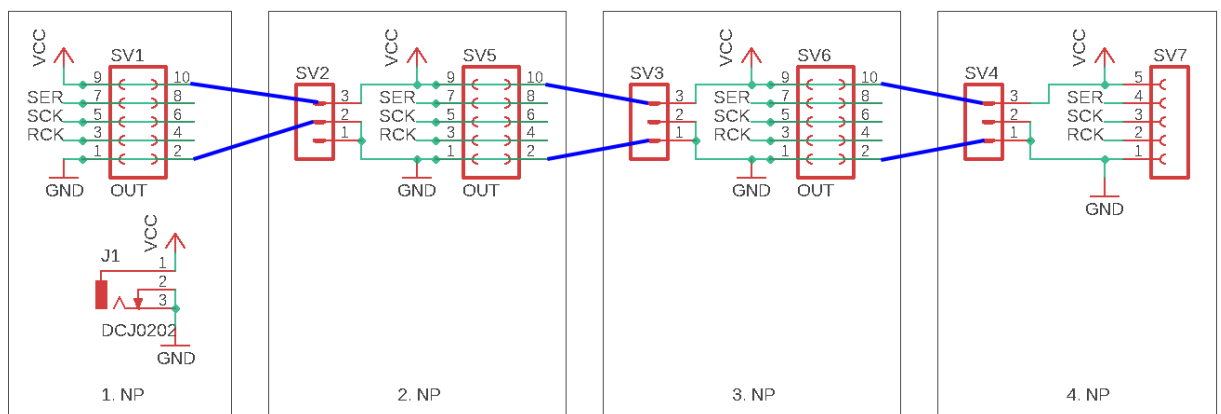 VCC
SV1
9 10
SER 7 8
SCK 5 6
RCK 3 4
1 2
GND
OUT
VCC
J1
1
2
3
DCJ0202
GND
1. NP
SV2
3
2
1
VCC
SV5
9 10
SER 7 8
SCK 5 6
RCK 3 4
1 2
GND
OUT
2. NP
SV3
3
2
1
VCC
SV6
9 10
SER 7 8
SCK 5 6
RCK 3 4
1 2
GND
OUT
3. NP
SV4
3
2
1
VCC
SV7
5
SER 4
SCK 3
RCK 2
1
GND
4. NP